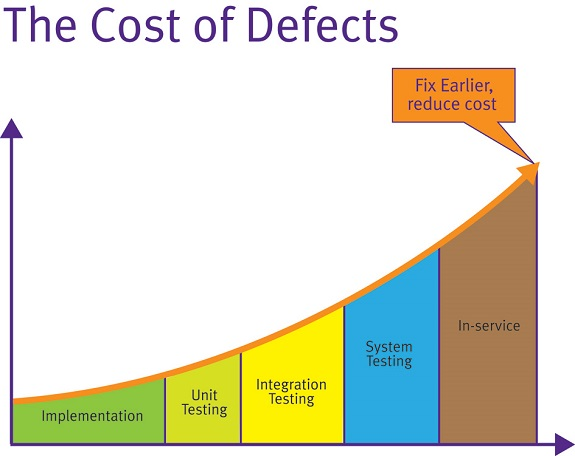 The Cost of Defects
Fix Earlier,
reduce cost
Implementation
Unit
Testing
Integration
Testing
System
Testing
In-service